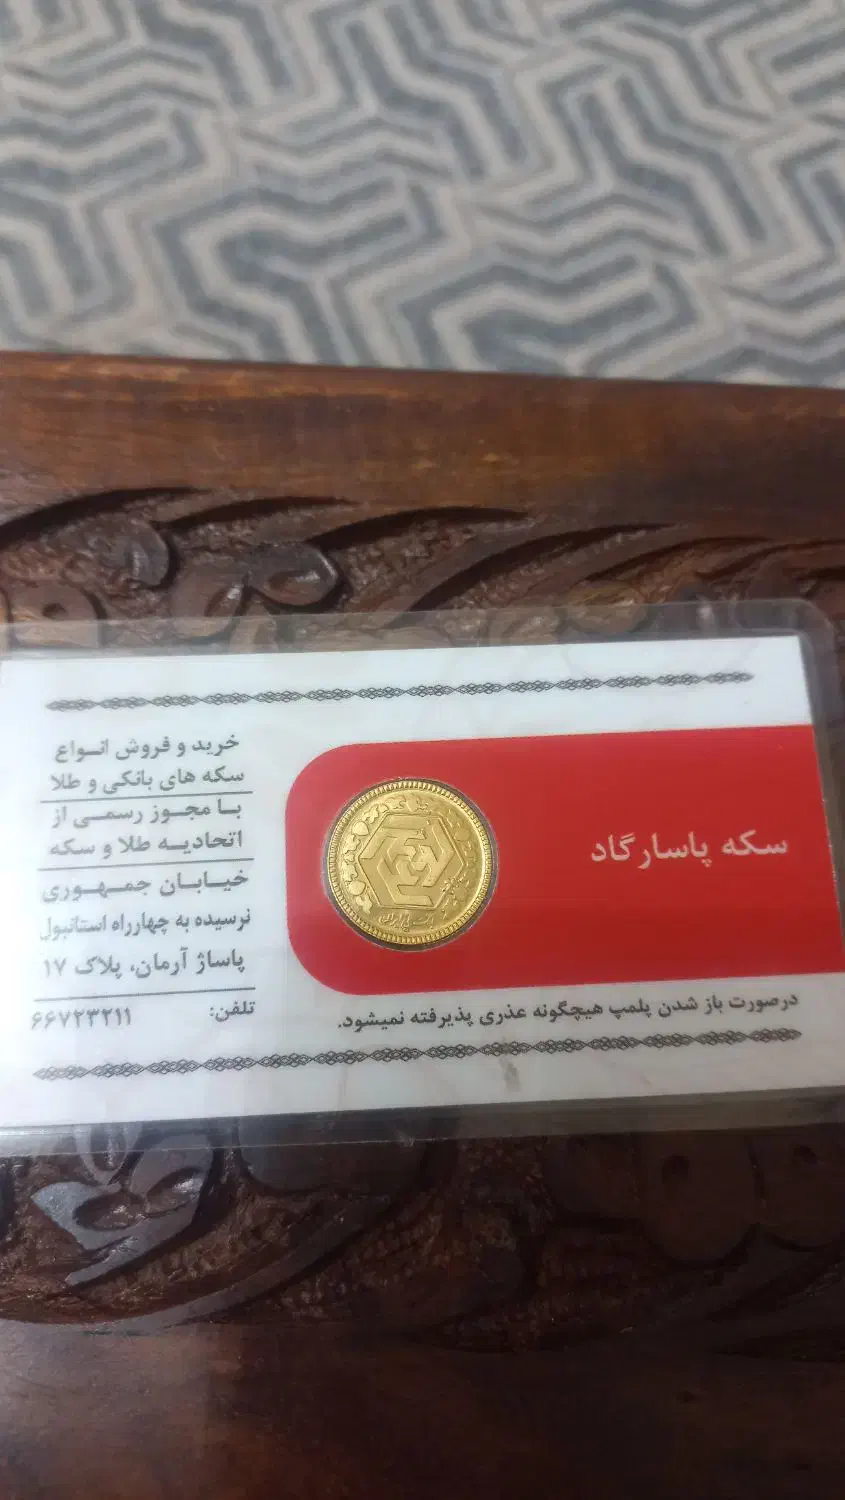 خرید و فروش انواع
سکه های بانکی و طلا
با مجوز رسمی از
اتحادیه طلا و سکه
خیابان جمهوری
نرسیده به چهارراه استانبول
پاساژ آرمان، پلاک ۱۷
تلفن: ۶۶۷۲۳۲۱۱
سکه پاسارگاد
درصورت باز شدن پلمپ هیچگونه عذری پذیرفته نمیشود.